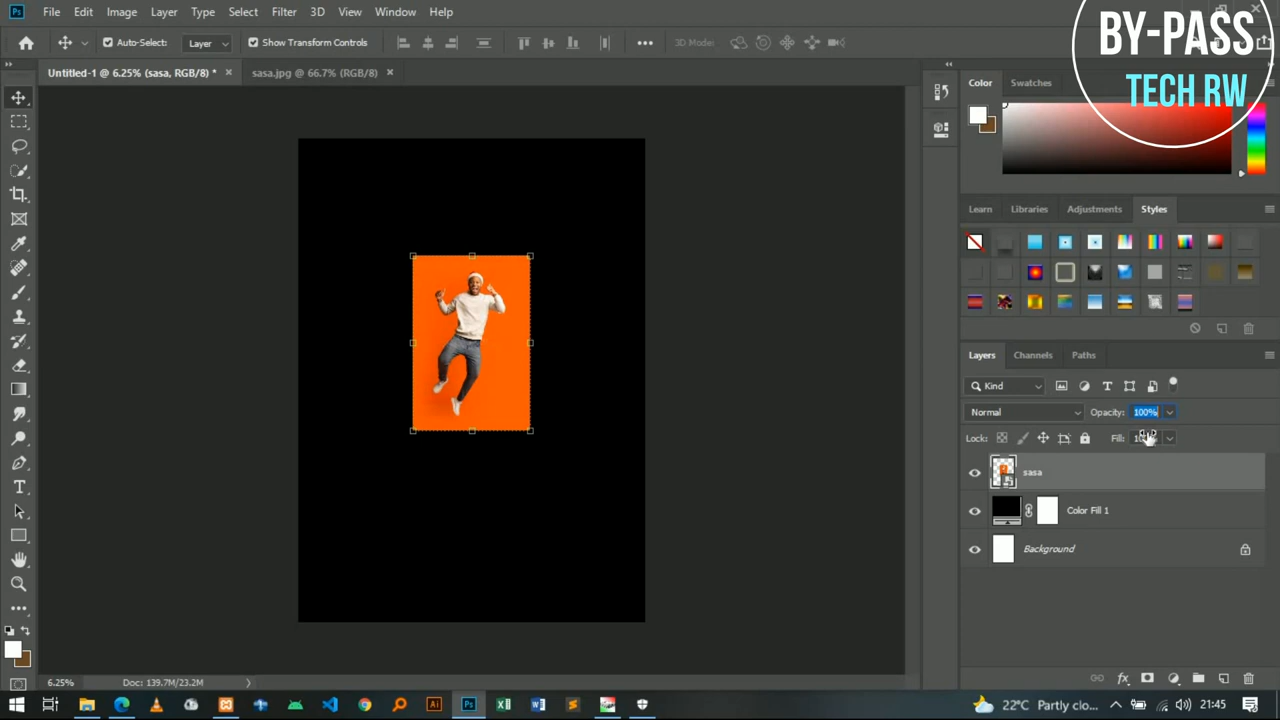 File Edit Image Layer Type Select Filter 3D View Window Help
BY-PASS
TECH RW
Auto-Select: Layer Show Transform Controls 3D Mode:
Untitled-1 @ 6.25% (sasa, RGB/8) * sasa.jpg @ 66.7% (RGB/8)
Color Swatches
Learn Libraries Adjustments Styles
Layers Channels Paths
Kind
Normal Opacity: 100%
Lock: Fill:
sasa
Color Fill 1
Background
6.25% Doc: 139.7M/23.2M
22°C Partly clo... 21:45